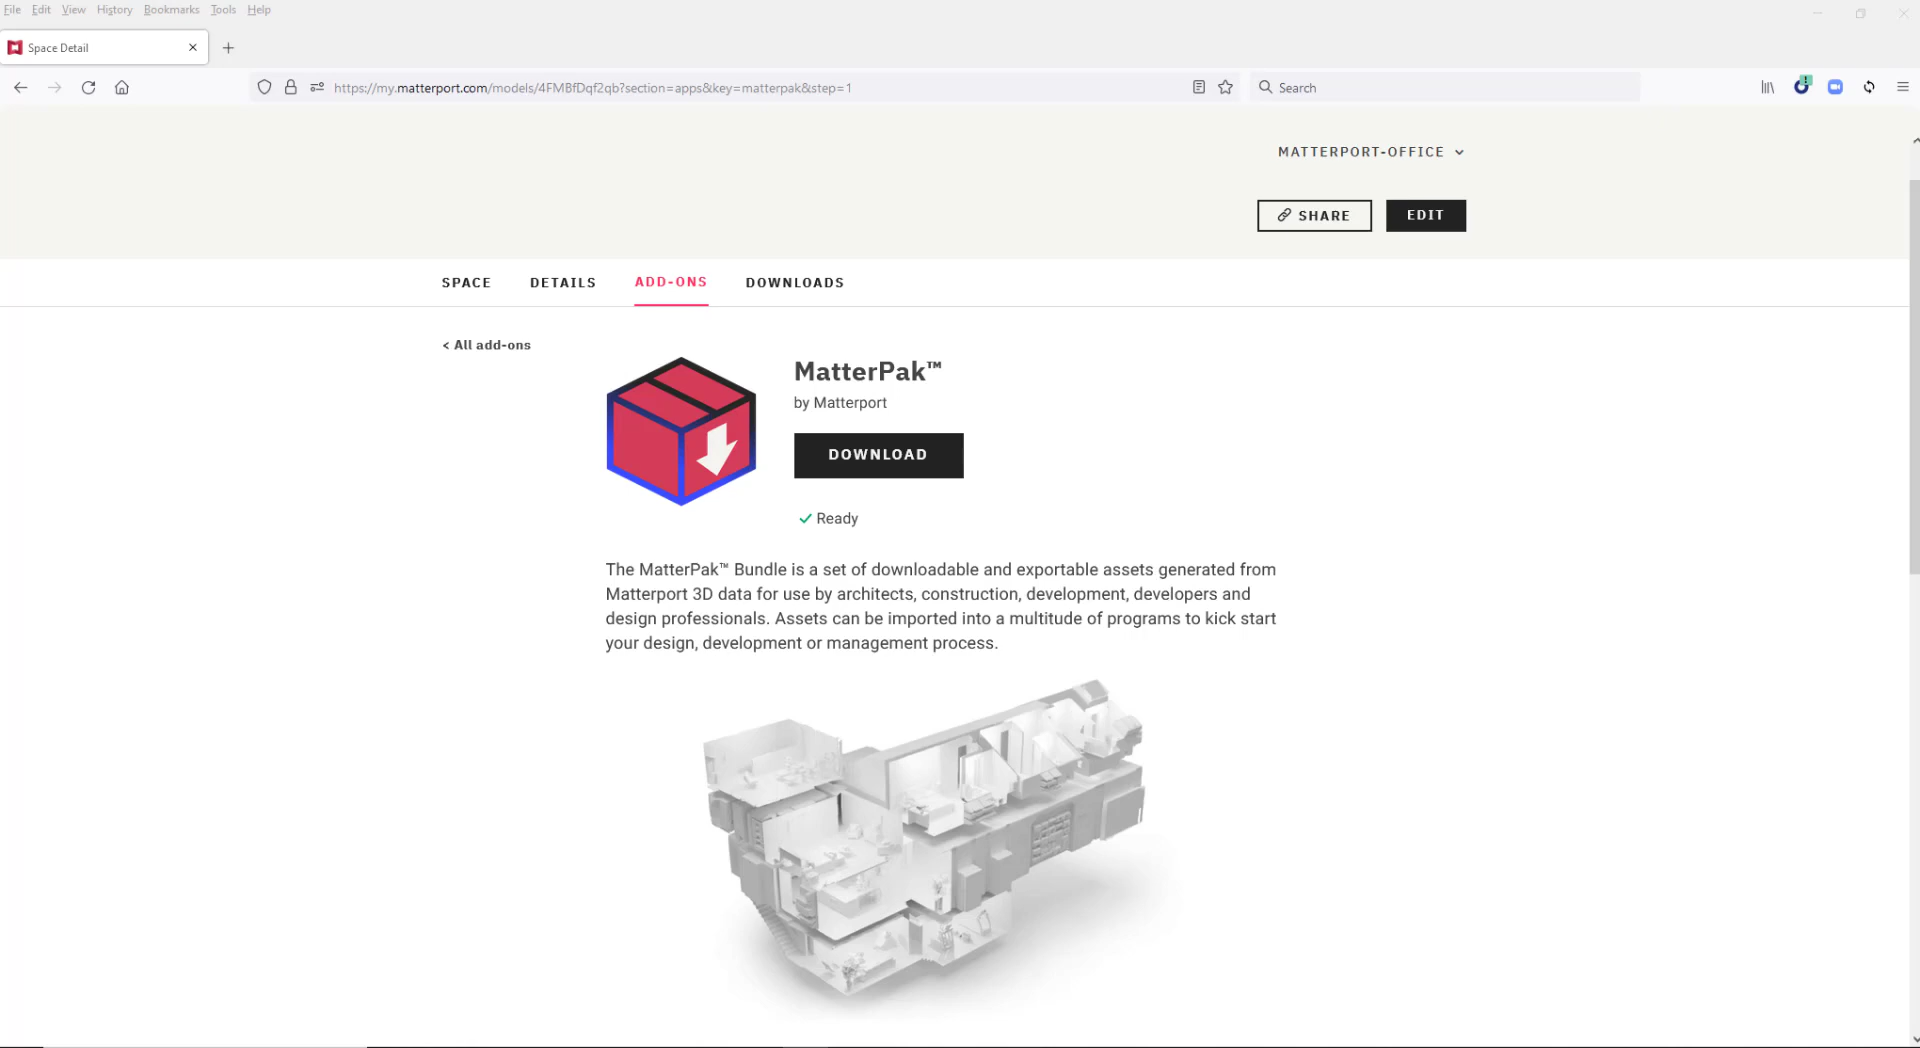 File Edit View History Bookmarks Tools Help
Space Detail
https://my.matterport.com/models/4FMBfDqf2qb?section=apps&key=matterpak&step=1
Search
MATTERPORT-OFFICE
SHARE
EDIT
SPACE DETAILS ADD-ONS DOWNLOADS
< All add-ons
MatterPak™
by Matterport
DOWNLOAD
Ready
The MatterPak™ Bundle is a set of downloadable and exportable assets generated from
Matterport 3D data for use by architects, construction, development, developers and
design professionals. Assets can be imported into a multitude of programs to kick start
your design, development or management process.